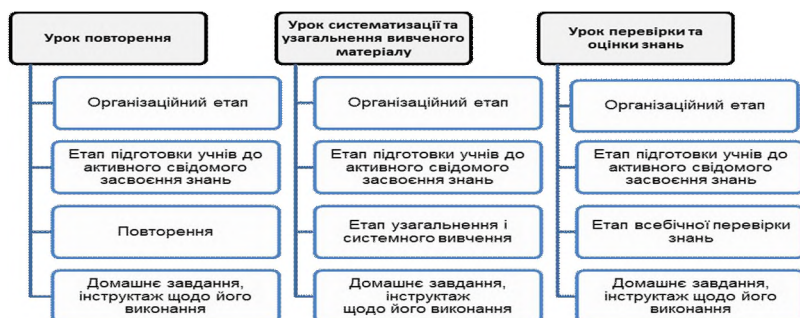 Урок повторення
Організаційний етап
Етап підготовки учнів до
активного свідомого
засвоєння знань
Повторення
Домашнє завдання,
інструктаж щодо його
виконання
Урок систематизації та
узагальнення вивченого
матеріалу
Організаційний етап
Етап підготовки учнів до
активного свідомого
засвоєння знань
Етап узагальнення і
системного вивчення
Домашнє завдання,
інструктаж
щодо його виконання
Урок перевірки та
оцінки знань
Організаційний етап
Етап підготовки учнів до
активного свідомого
засвоєння знань
Етап всебічної перевірки
знань
Домашнє завдання,
інструктаж щодо його
виконання